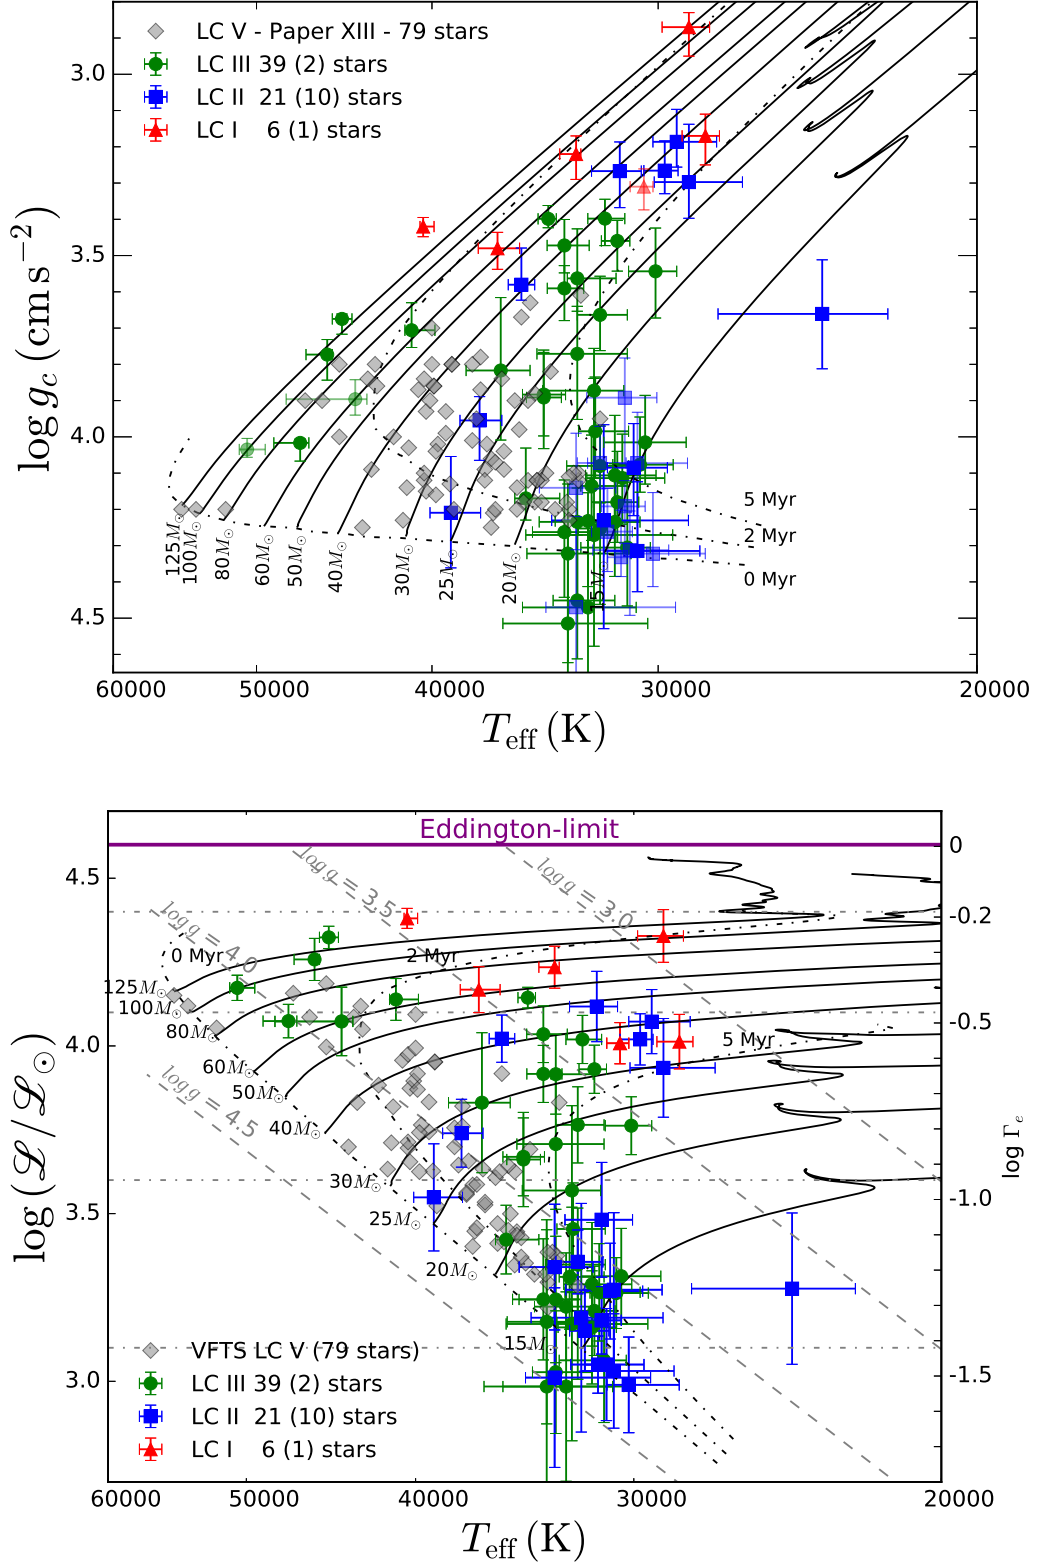 LC V - Paper XIII - 79 stars
LC III 39 (2) stars
LC II 21 (10) stars
LC I 6 (1) stars
3.0
3.5
4.0
4.5
log g_c (cm s⁻²)
125M☉
100M☉
80M☉
60M☉
50M☉
40M☉
30M☉
25M☉
20M☉
15M☉
5 Myr
2 Myr
0 Myr
60000 50000 40000 30000 20000
T_eff (K)
Eddington-limit
log g = 4.0
log g = 3.5
log g = 3.0
log g = 4.5
0 Myr
2 Myr
5 Myr
125M☉
100M☉
80M☉
60M☉
50M☉
40M☉
30M☉
25M☉
20M☉
15M☉
4.5
4.0
3.5
3.0
log (ℒ/ℒ☉)
0
-0.2
-0.5
-1.0
-1.5
log Γ_e
VFTS LC V (79 stars)
LC III 39 (2) stars
LC II 21 (10) stars
LC I 6 (1) stars
60000 50000 40000 30000 20000
T_eff (K)